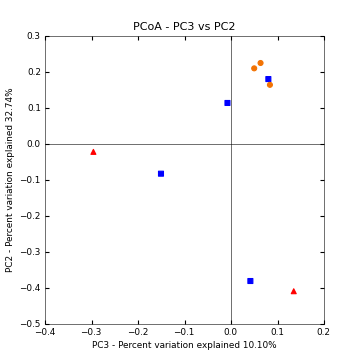 PCoA - PC3 vs PC2
0.3
0.2
0.1
0.0
−0.1
−0.2
−0.3
−0.4
−0.5
PC2 - Percent variation explained 32.74%
−0.4 −0.3 −0.2 −0.1 0.0 0.1 0.2
PC3 - Percent variation explained 10.10%